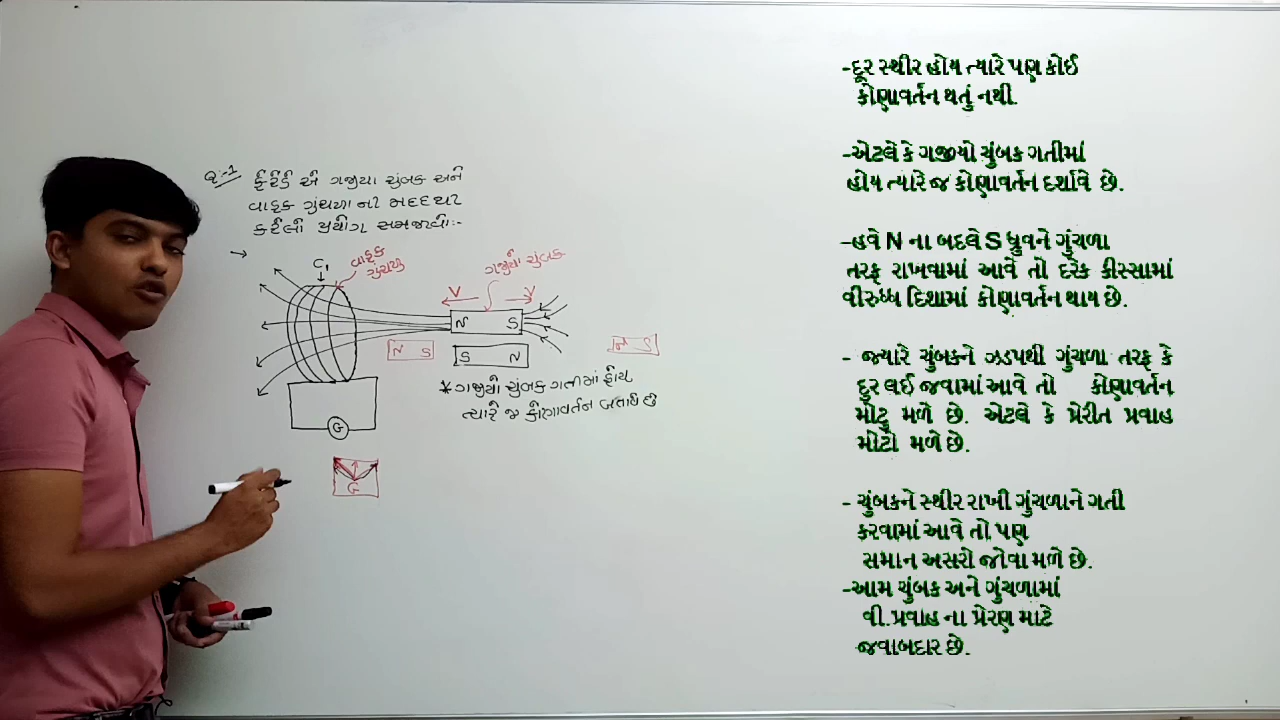 Q:-1 ફેરેડે એ ગજીયા ચુંબક અને
વાહક ગુંચળા ની મદદથી
કરેલો પ્રયોગ સમજાવો:-
→
C₁
વાહક
ગુંચળુ
ગજીયો ચુંબક
V V
N S
N S
S N
N S
* ગજીયો ચુંબક ગતીમાં હોય
ત્યારે જ કોણાવર્તન બતાવે છે
G
G
-દૂર સ્થીર હોય ત્યારે પણ કોઈ
કોણાવર્તન થતું નથી.
-એટલે કે ગજીયો ચુંબક ગતીમાં
હોય ત્યારે જ કોણાવર્તન દર્શાવે છે.
-હવે N ના બદલે S ધ્રુવને ગુંચળા
તરફ રાખવામાં આવે તો દરેક કીસ્સામાં
વીરુધ્ધ દિશામાં કોણાવર્તન થાય છે.
- જ્યારે ચુંબકને ઝડપથી ગુંચળા તરફ કે
દુર લઈ જવામાં આવે તો કોણાવર્તન
મોટુ મળે છે. એટલે કે પ્રેરીત પ્રવાહ
મોટો મળે છે.
- ચુંબકને સ્થીર રાખી ગુંચળાને ગતી
કરવામાં આવે તો પણ
સમાન અસરો જોવા મળે છે.
-આમ ચુંબક અને ગુંચળામાં
વી.પ્રવાહ ના પ્રેરણ માટે
જવાબદાર છે.